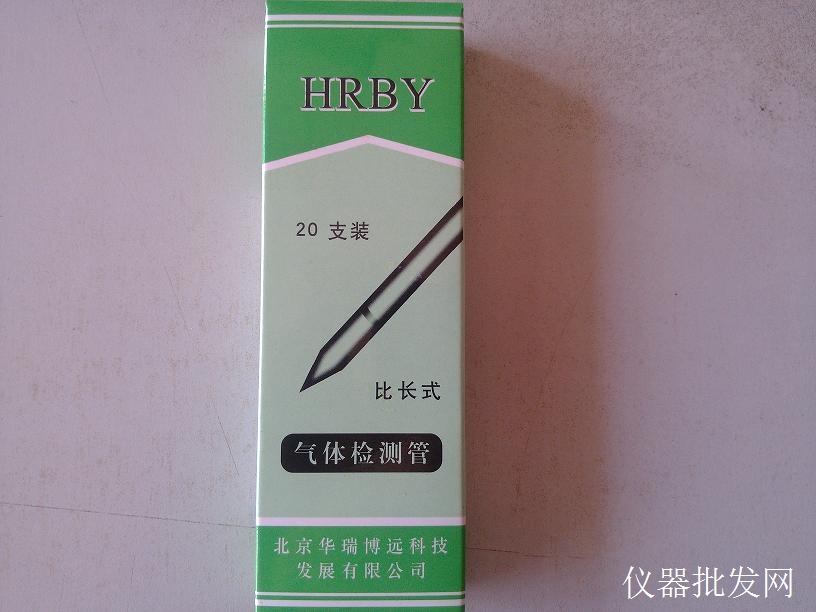 HRBY
20 支装
比长式
气体检测管
北京华瑞博远科技
发展有限公司
仪器批发网